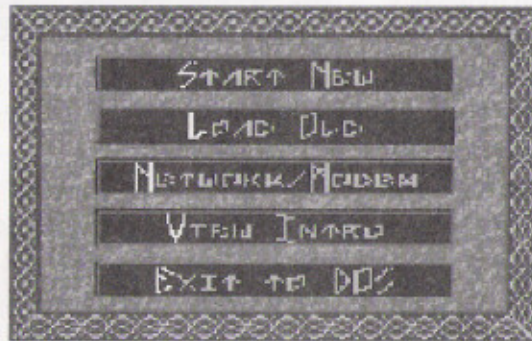 Start New
Load Old
Network/Modem
View Intro
Exit to DOS